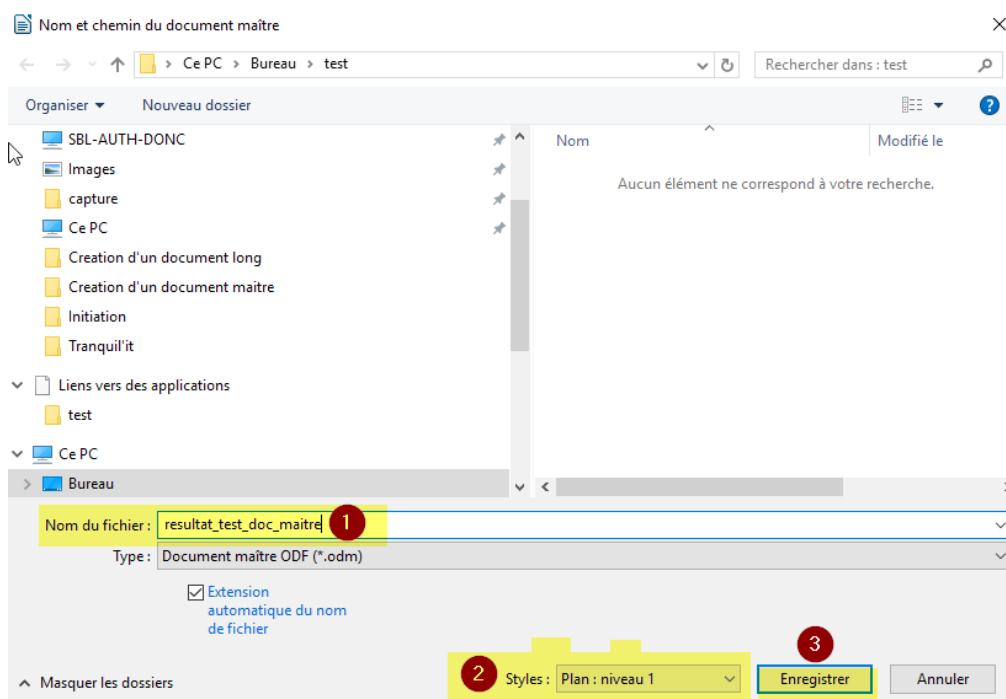 Nom et chemin du document maître
Ce PC > Bureau > test
Rechercher dans : test
Organiser
Nouveau dossier
?
SBL-AUTH-DONC
Images
capture
Ce PC
Creation d'un document long
Creation d'un document maitre
Initiation
Tranquil'it
Liens vers des applications
test
Ce PC
Bureau
Nom
Modifié le
Aucun élément ne correspond à votre recherche.
Nom du fichier : resultat_test_doc_maitre 1
Type : Document maître ODF (*.odm)
Extension
automatique du nom
de fichier
3
2 Styles : Plan : niveau 1
Enregistrer
Annuler
Masquer les dossiers